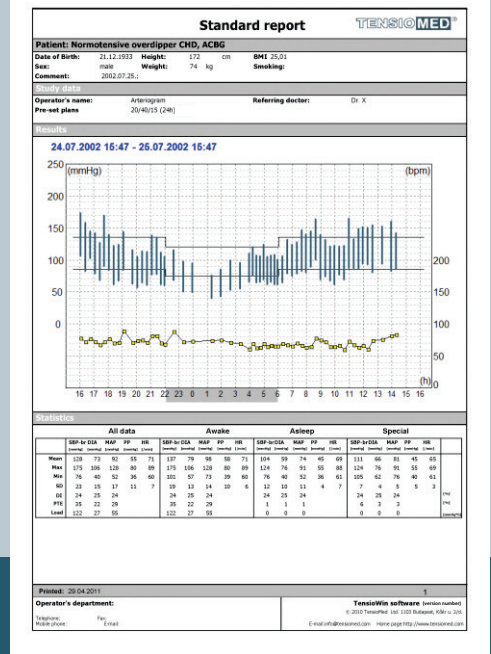 Standard report
TENSIOMED®
Patient: Normotensive overdipper CHD, ACBG
Date of Birth: 21.12.1933 Height: 172 cm BMI 25,01
Sex: male Weight: 74 kg Smoking:
Comment: 2002.07.25.:
Study data
Operator's name: Arteriogram Referring doctor: Dr. X
Pre-set plans 20/40/15 (24h)
Results
24.07.2002 15:47 - 25.07.2002 15:47
250 (mmHg) (bpm)
200
150
100 200
50 150
0 100
50
(h) 0
16 17 18 19 20 21 22 23 0 1 2 3 4 5 6 7 8 9 10 11 12 13 14 15 16
Statistics
All data Awake Asleep Special
SBP-br DIA MAP PP HR SBP-br DIA MAP PP HR SBP-br DIA MAP PP HR SBP-br DIA MAP PP HR
Mean 128 73 92 55 71 137 79 98 58 71 104 59 74 45 69 111 66 81 45 65
Max 175 106 128 80 89 175 106 128 80 89 124 76 91 55 88 124 76 91 55 69
Min 76 40 52 36 60 101 57 73 39 60 76 40 52 36 61 105 62 76 40 61
SD 23 15 17 11 7 19 13 14 10 6 12 10 11 4 7 7 4 5 5 3
DI 24 25 24 24 25 24 24 25 24 24 25 24 (%)
PTE 35 22 29 35 22 29 1 1 1 6 3 3 (%)
Load 122 27 55 122 27 55 0 0 0 0 0 0
Printed: 29.04.2011 1
Operator's department: TensioWin software (version number)
© 2010 TensioMed Ltd. 1103 Budapest, Kőér u. 2/d.
Telephone: Fax:
Mobile phone: E-mail: E-mail:info@tensiomed.com Home page:http://www.tensiomed.com